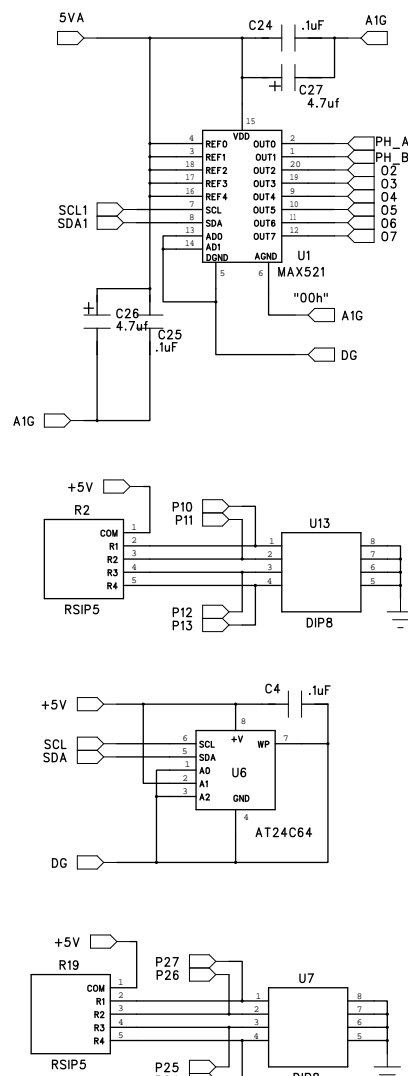 5VA C24 .1uF A1G
C27
4.7uf
15
VDD
4 REF0 OUT0 2 PH_A
3 REF1 OUT1 1 PH_B
18 REF2 OUT2 20 O2
17 REF3 OUT3 19 O3
16 REF4 OUT4 9 O4
SCL1 7 SCL OUT5 10 O5
SDA1 8 SDA OUT6 11 O6
13 AD0 OUT7 12 O7
14 AD1
DGND AGND U1
5 6 MAX521
"00h"
C26 A1G
4.7uf C25
.1uF
DG
A1G
+5V
R2 P10 U13
P11
COM 1
R1 2 1 8
R2 3 2 7
R3 4 3 6
R4 5 4 5
RSIP5 P12 DIP8
P13
C4 .1uF
+5V
8
SCL 6 SCL +V WP 7
SDA 5 SDA
1 A0 U6
2 A1
3 A2 GND
4
AT24C64
DG
+5V
R19 P27 U7
P26
COM 1
R1 2 1 8
R2 3 2 7
R3 4 3 6
R4 5 4 5
RSIP5 P25